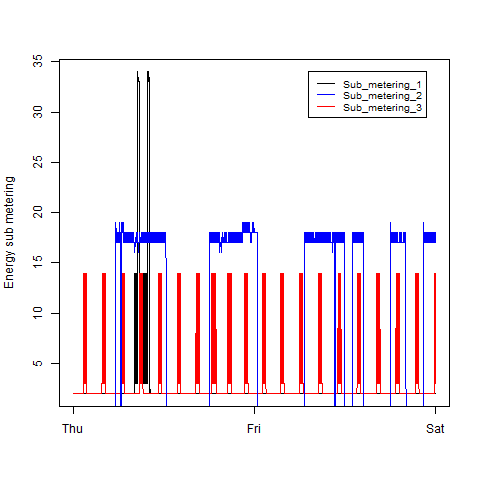 35
30
25
20
15
10
5
Energy sub metering
Sub_metering_1
Sub_metering_2
Sub_metering_3
Thu Fri Sat